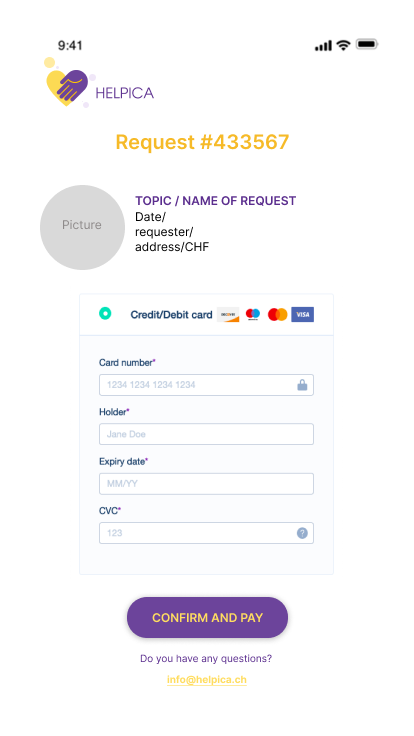 9:41
HELPICA
Request #433567
Picture
TOPIC / NAME OF REQUEST
Date/
requester/
address/CHF
Credit/Debit card
VISA
Card number*
1234 1234 1234 1234
Holder*
Jane Doe
Expiry date*
MM/YY
CVC*
123
?
CONFIRM AND PAY
Do you have any questions?
info@helpica.ch